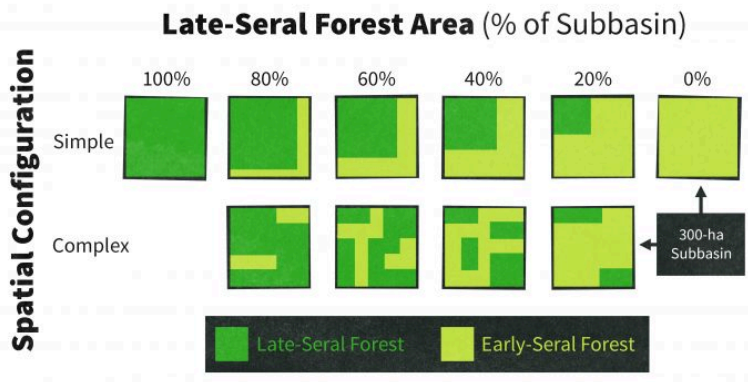 Late-Seral Forest Area (% of Subbasin)
Spatial Configuration
100% 80% 60% 40% 20% 0%
Simple
Complex
300-ha
Subbasin
Late-Seral Forest Early-Seral Forest